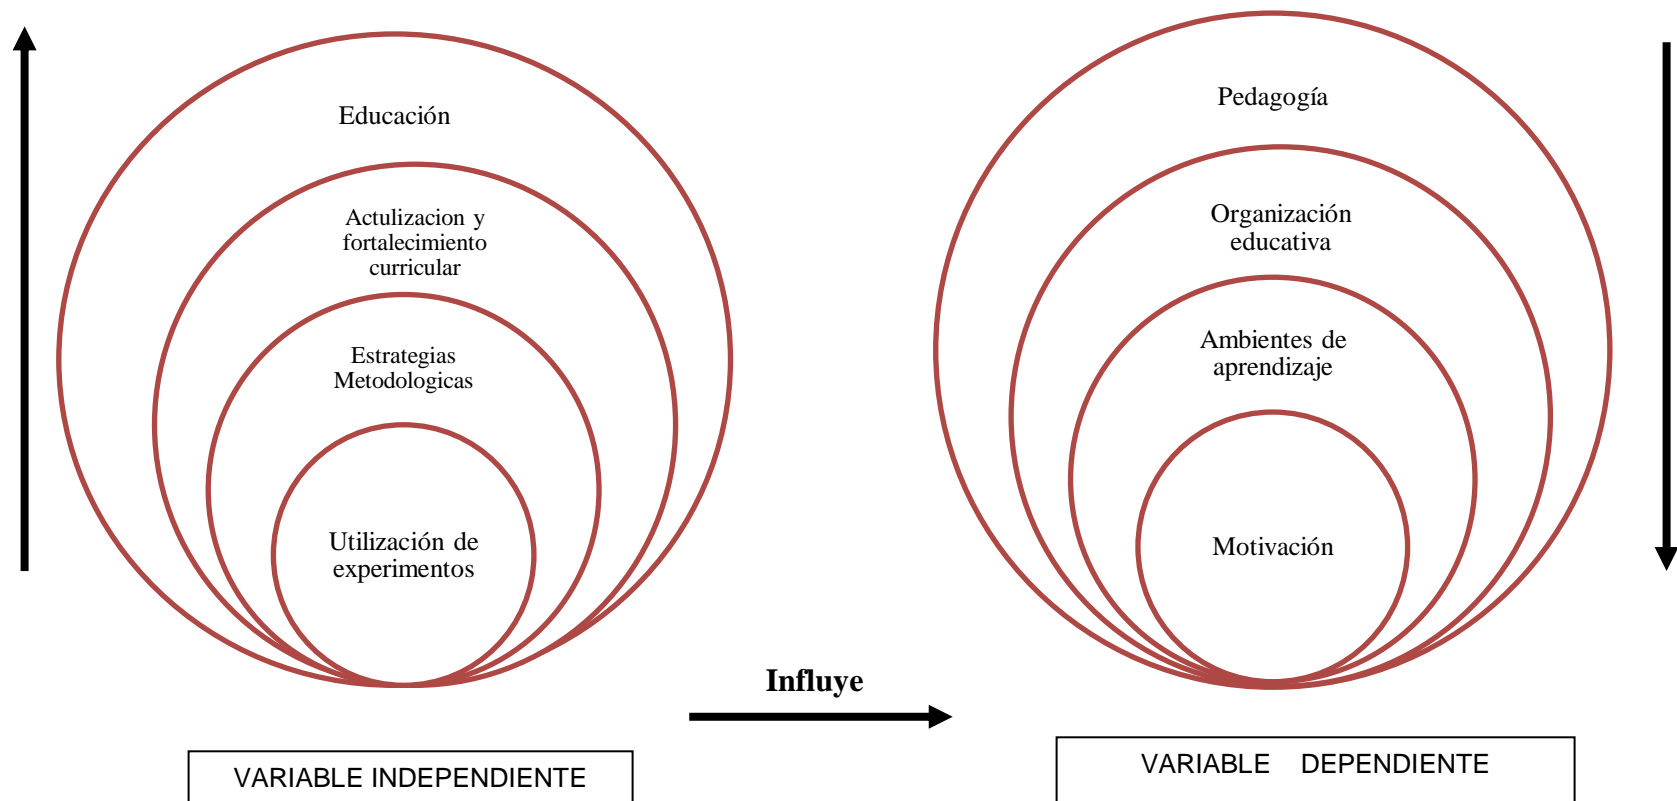 Educación
Actulizacion y
fortalecimiento
curricular
Estrategias
Metodologicas
Utilización de
experimentos
Pedagogía
Organización
educativa
Ambientes de
aprendizaje
Motivación
Influye
VARIABLE INDEPENDIENTE
VARIABLE DEPENDIENTE